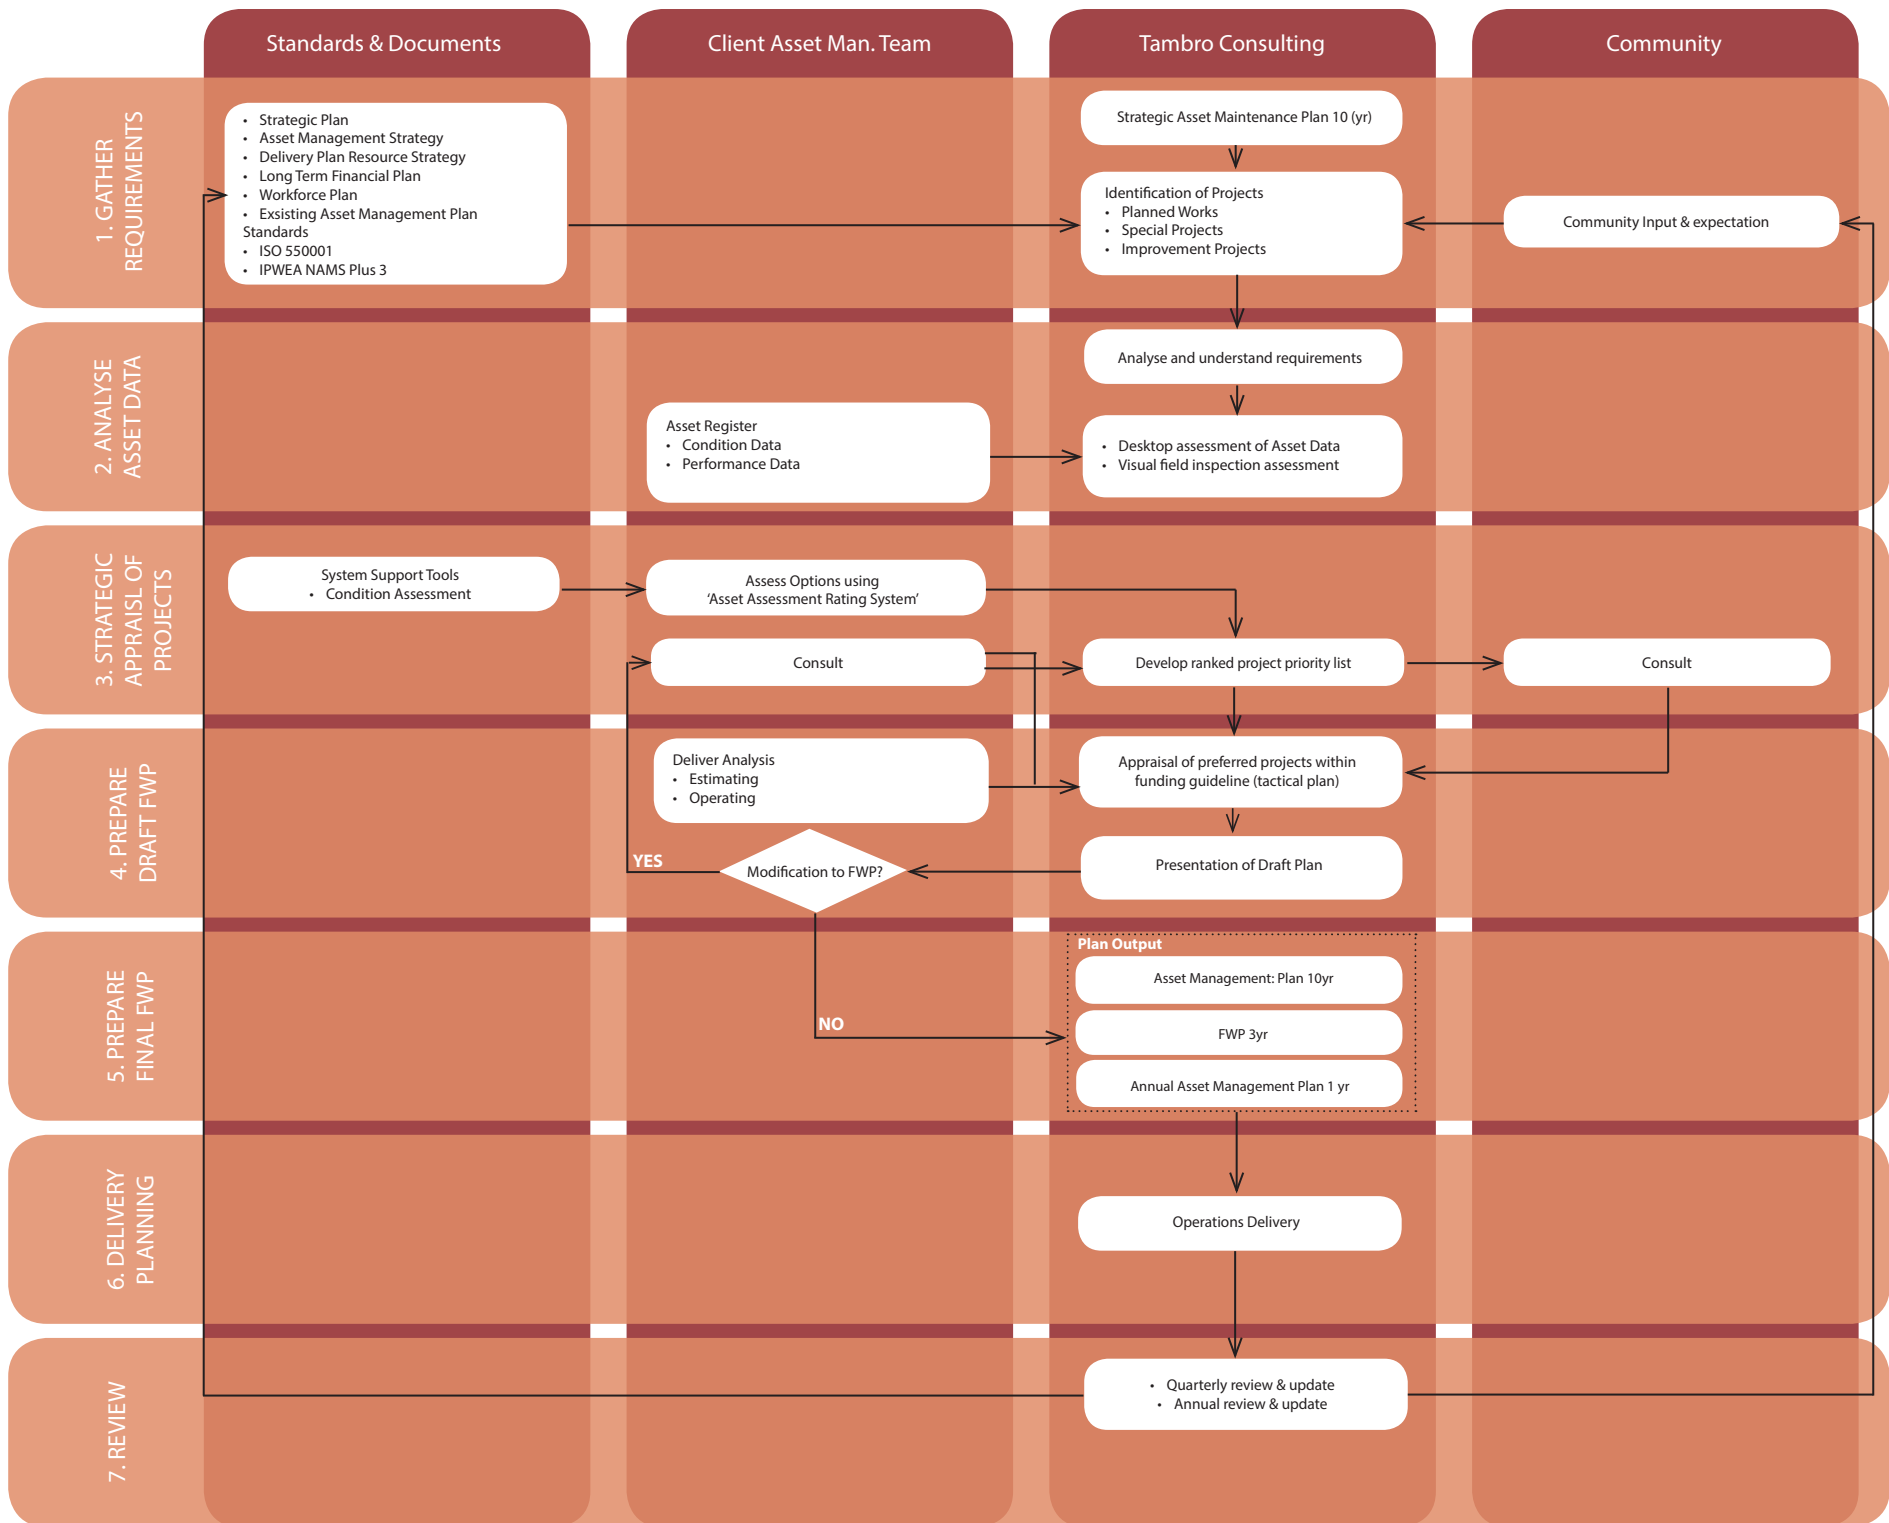 Standards & Documents
Client Asset Man. Team
Tambro Consulting
Community
1. GATHER
REQUIREMENTS
• Strategic Plan
• Asset Management Strategy
• Delivery Plan Resource Strategy
• Long Term Financial Plan
• Workforce Plan
• Exsisting Asset Management Plan
Standards
• ISO 550001
• IPWEA NAMS Plus 3
Strategic Asset Maintenance Plan 10 (yr)
Identification of Projects
• Planned Works
• Special Projects
• Improvement Projects
Community Input & expectation
2. ANALYSE
ASSET DATA
Analyse and understand requirements
Asset Register
• Condition Data
• Performance Data
• Desktop assessment of Asset Data
• Visual field inspection assessment
3. STRATEGIC
APPRAISL OF
PROJECTS
System Support Tools
• Condition Assessment
Assess Options using
‘Asset Assessment Rating System’
Consult
Develop ranked project priority list
Consult
4. PREPARE
DRAFT FWP
Deliver Analysis
• Estimating
• Operating
Appraisal of preferred projects within
funding guideline (tactical plan)
YES
Modification to FWP?
Presentation of Draft Plan
5. PREPARE
FINAL FWP
Plan Output
Asset Management: Plan 10yr
NO
FWP 3yr
Annual Asset Management Plan 1 yr
6. DELIVERY
PLANNING
Operations Delivery
7. REVIEW
• Quarterly review & update
• Annual review & update